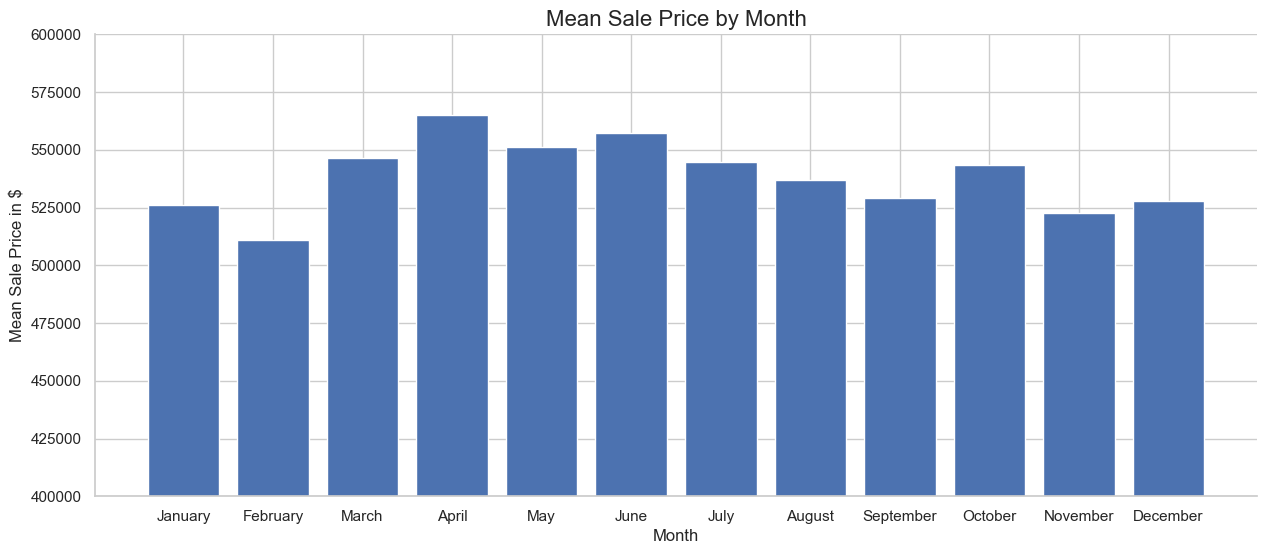 Mean Sale Price by Month
600000
575000
550000
525000
500000
475000
450000
425000
400000
Mean Sale Price in $
January February March April May June July August September October November December
Month